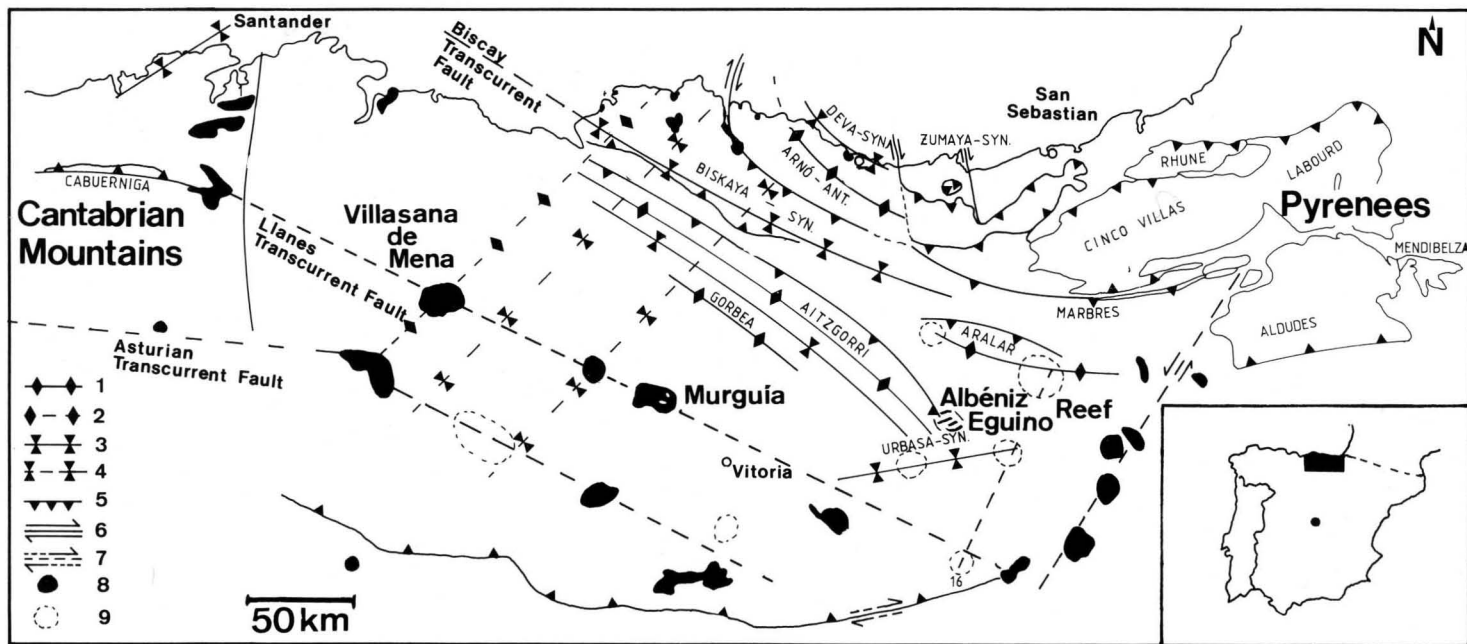 Santander
Biscay
Transcurrent
Fault
N
San
Sebastian
DEVA-SYN.
ZUMAYA-SYN.
ARNÓ-ANT.
BISKAYA-SYN.
RHUNE
LABOURD
CINCO VILLAS
Pyrenees
MENDIBELZA
CABUERNIGA
Cantabrian
Mountains
Villasana
de
Mena
Llanes
Transcurrent Fault
GORBEA
AITZGORRI
MARBRES
ARALAR
ALDUDES
Asturian
Transcurrent Fault
Murguía
Albéniz
Eguino
Reef
URBASA-SYN.
Vitoria
1
2
3
4
5
6
7
8
9
16
50km